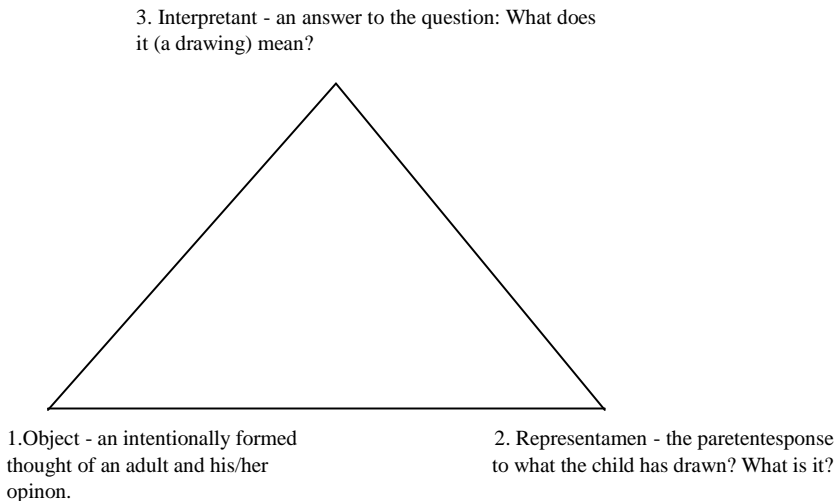 3. Interpretant - an answer to the question: What does
it (a drawing) mean?
1.Object - an intentionally formed
thought of an adult and his/her
opinon.
2. Representamen - the paretentesponse
to what the child has drawn? What is it?